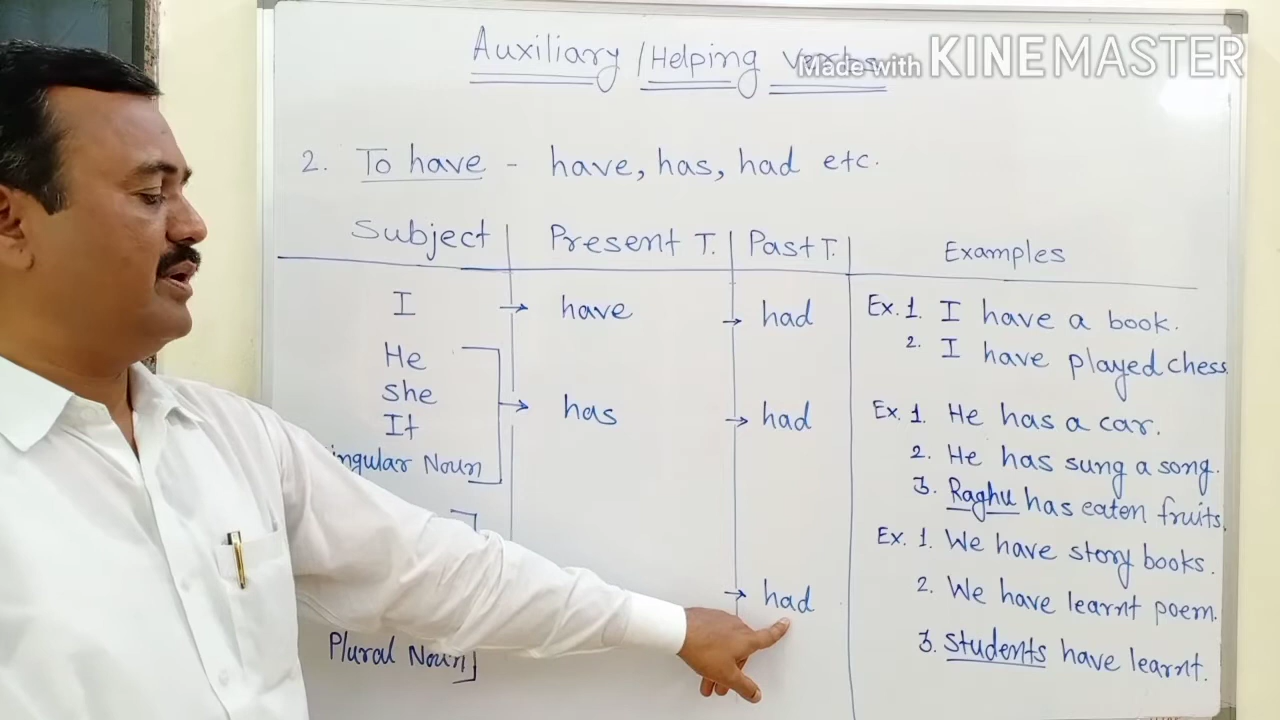 Auxiliary / Helping verbs
Made with KINEMASTER
2. To have - have, has, had etc.
Subject Present T. Past T. Examples
I → have → had Ex. 1. I have a book.
2. I have played chess.
He
She
It
ingular Noun
→ has → had
Ex. 1. He has a car.
2. He has sung a song.
3. Raghu has eaten fruits.
→ had
Ex. 1. We have story books.
2. We have learnt poem.
3. Students have learnt.
Plural Noun